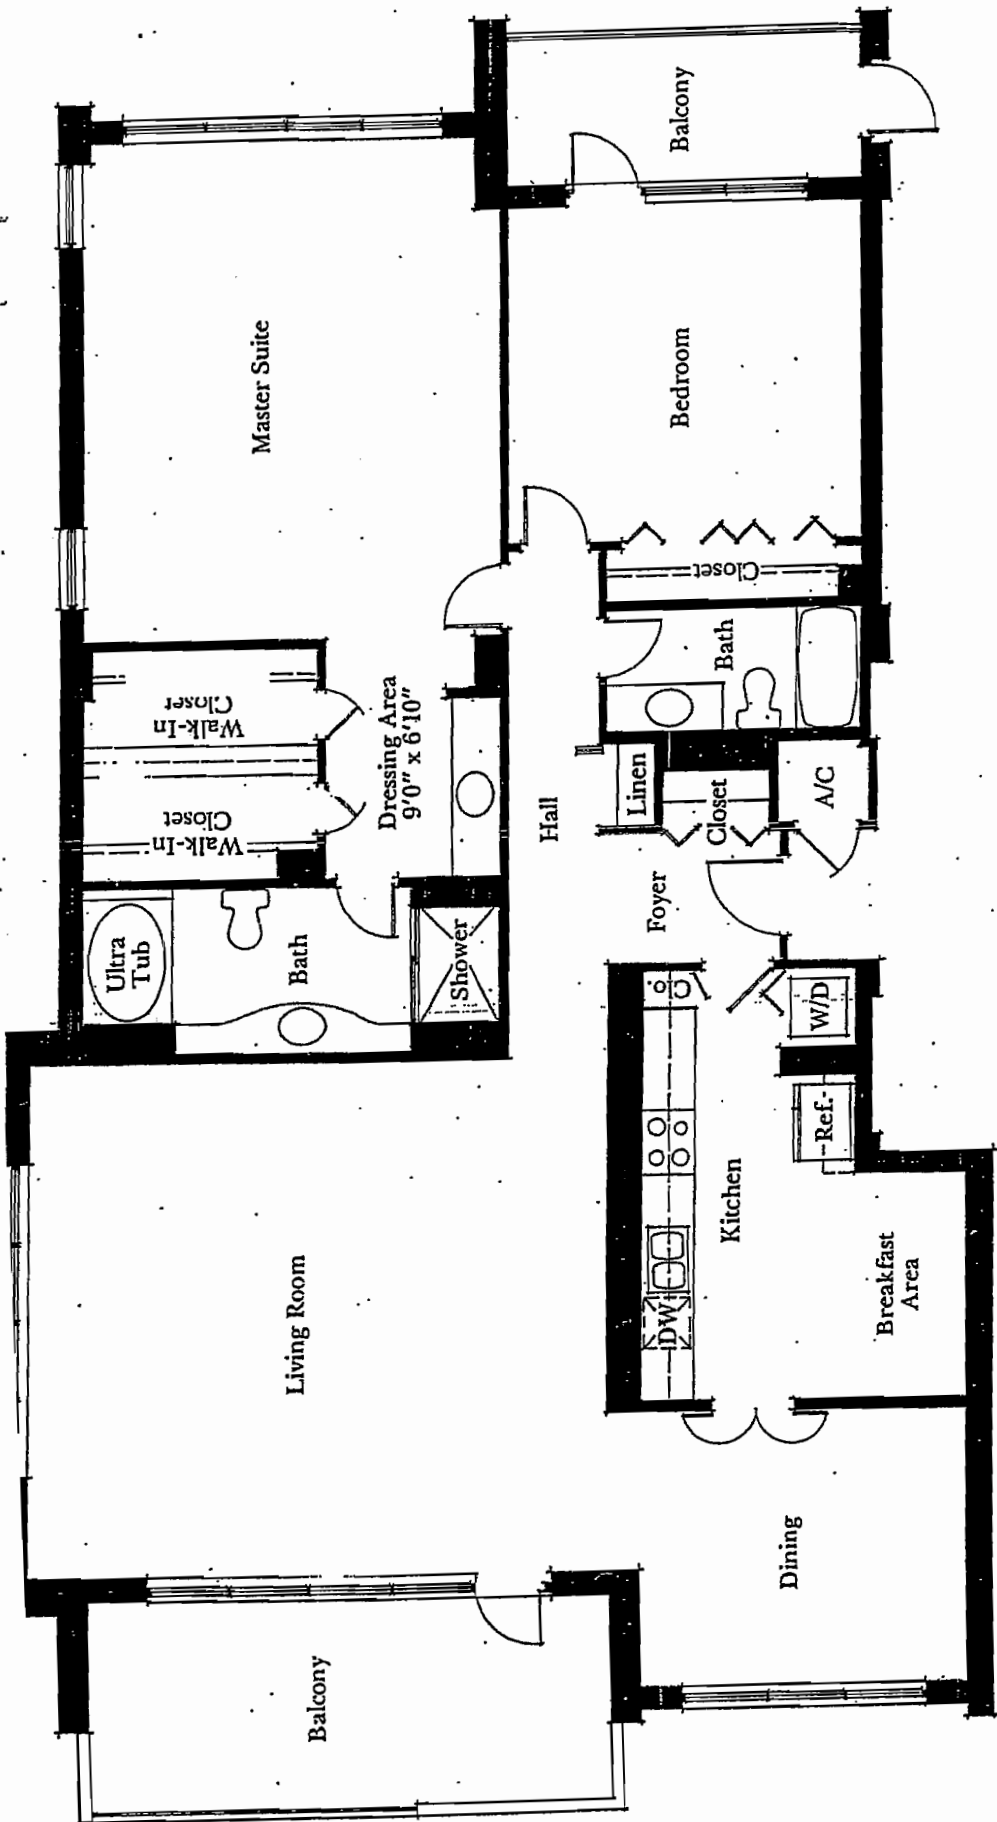 Balcony
Master Suite
Bedroom
Closet
Walk-In
Closet
Walk-In
Closet
Dressing Area
9'0" x 6'10"
Bath
Hall
Linen
Closet
A/C
Foyer
Ultra
Tub
Bath
Shower
W/D
Ref.
Living Room
Kitchen
DW
Breakfast
Area
Dining
Balcony